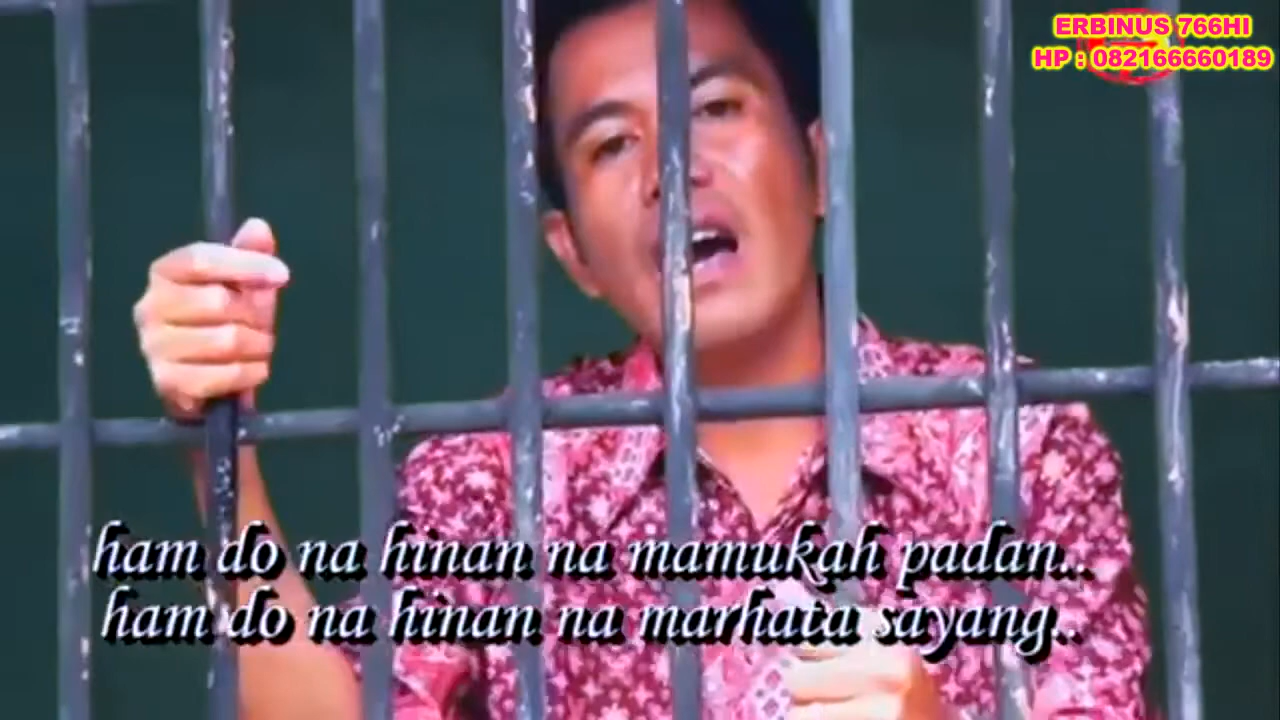 ERBINUS 766HI
HP : 082166660189
ham do na hinan na mamukah padan..
ham do na hinan na marhata sayang..